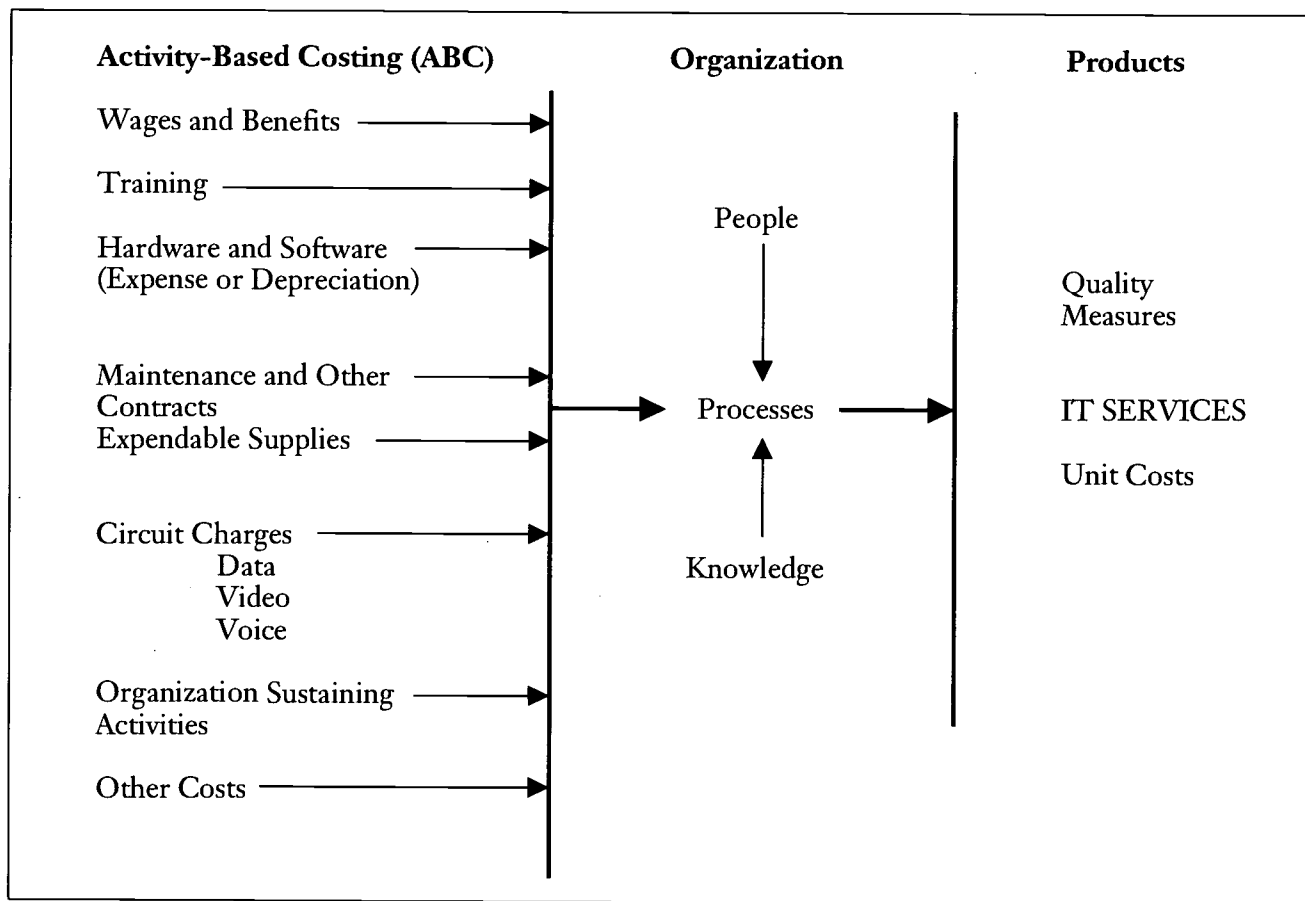 Activity-Based Costing (ABC)
Wages and Benefits
Training
Hardware and Software
(Expense or Depreciation)
Maintenance and Other
Contracts
Expendable Supplies
Circuit Charges
Data
Video
Voice
Organization Sustaining
Activities
Other Costs
Organization
People
Processes
Knowledge
Products
Quality
Measures
IT SERVICES
Unit Costs